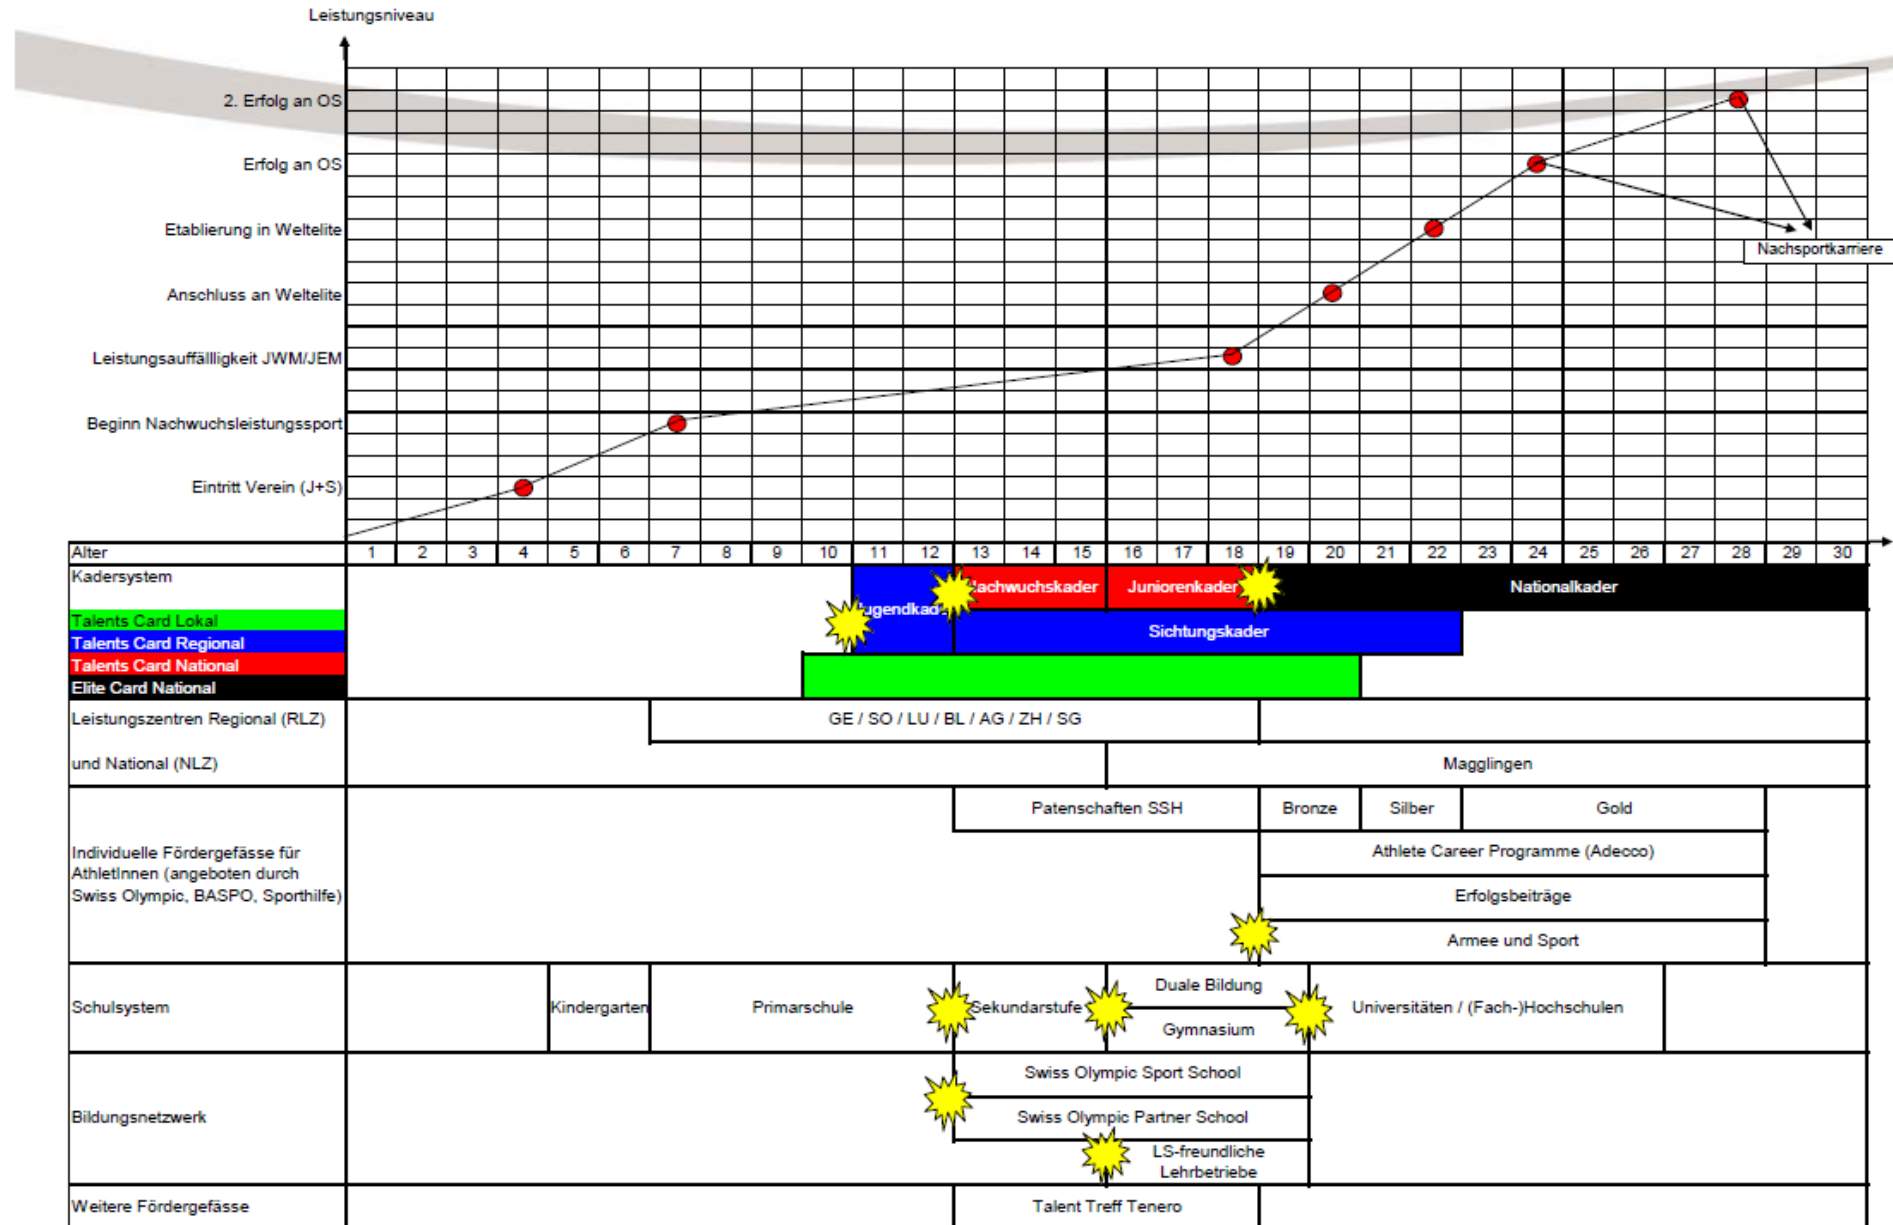 Leistungsniveau
2. Erfolg an OS
Erfolg an OS
Etablierung in Weltelite
Nachsportkarriere
Anschluss an Weltelite
Leistungsauffälllligkeit JWM/JEM
Beginn Nachwuchsleistungssport
Eintritt Verein (J+S)
Alter 1 2 3 4 5 6 7 8 9 10 11 12 13 14 15 16 17 18 19 20 21 22 23 24 25 26 27 28 29 30
Kadersystem
achwuchskader Juniorenkader Nationalkader
ugendkad
Talents Card Lokal
Talents Card Regional
Sichtungskader
Talents Card National
Elite Card National
Leistungszentren Regional (RLZ) GE / SO / LU / BL / AG / ZH / SG
und National (NLZ) Magglingen
Patenschaften SSH Bronze Silber Gold
Individuelle Fördergefässe für
AthletInnen (angeboten durch
Swiss Olympic, BASPO, Sporthilfe)
Athlete Career Programme (Adecco)
Erfolgsbeiträge
Armee und Sport
Schulsystem Kindergarten Primarschule Sekundarstufe
Duale Bildung
Gymnasium
Universitäten / (Fach-)Hochschulen
Bildungsnetzwerk
Swiss Olympic Sport School
Swiss Olympic Partner School
LS-freundliche
Lehrbetriebe
Weitere Fördergefässe Talent Treff Tenero